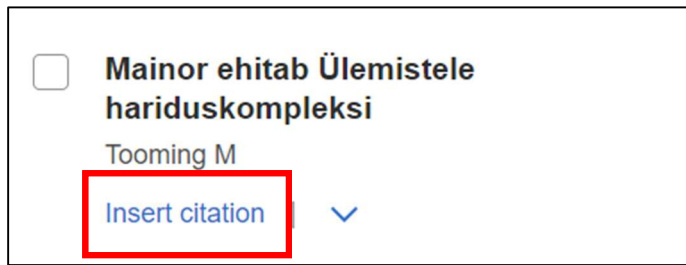 Mainor ehitab Ülemistele
hariduskompleksi
Tooming M
Insert citation